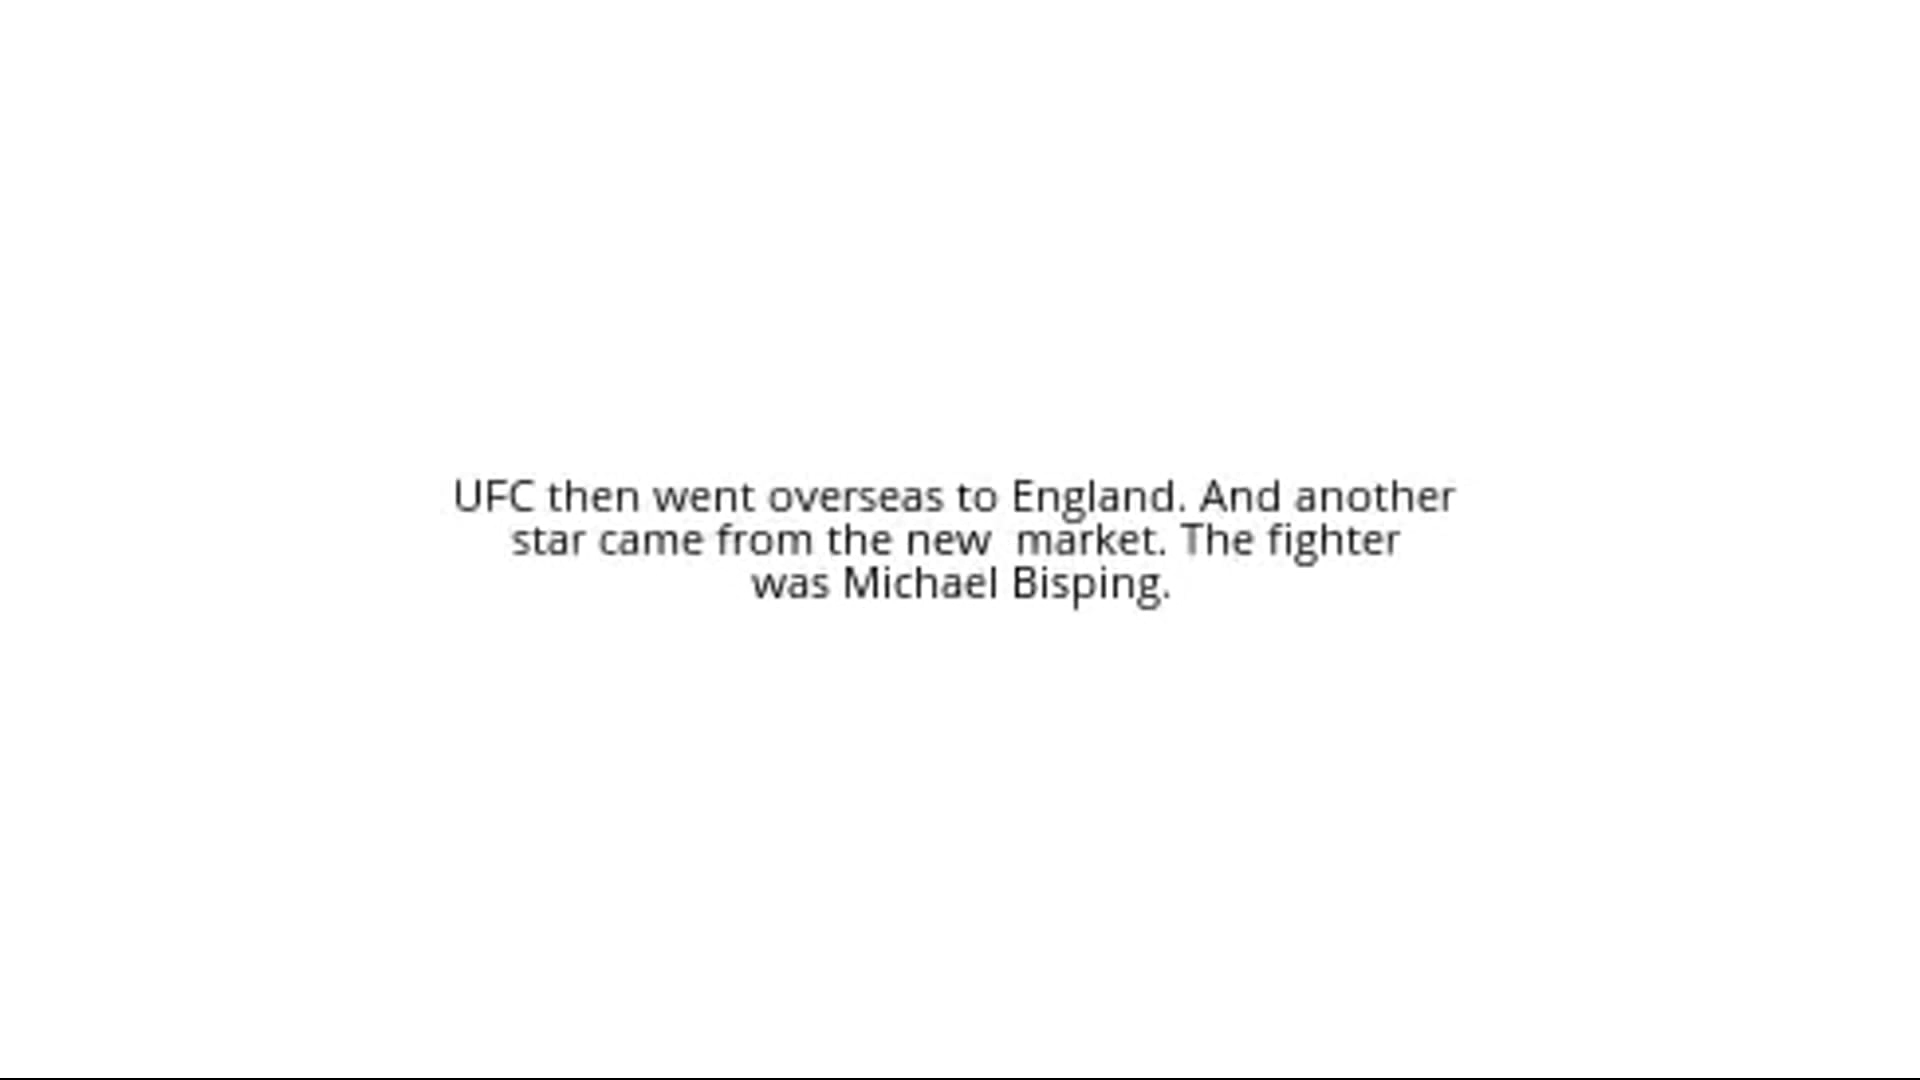 UFC then went overseas to England. And another
star came from the new  market. The fighter
was Michael Bisping.